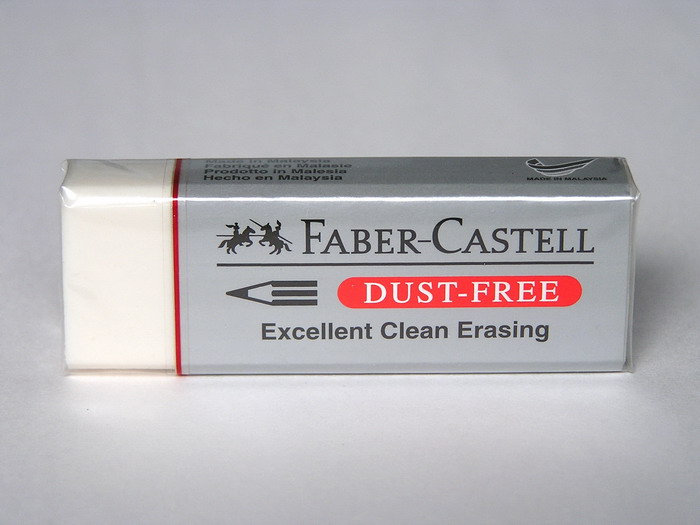 Made in Malaysia
Fabriqué en Malaisie
Prodotto in Malesia
Hecho en Malaysia
MADE IN MALAYSIA
FABER-CASTELL
DUST-FREE
Excellent Clean Erasing